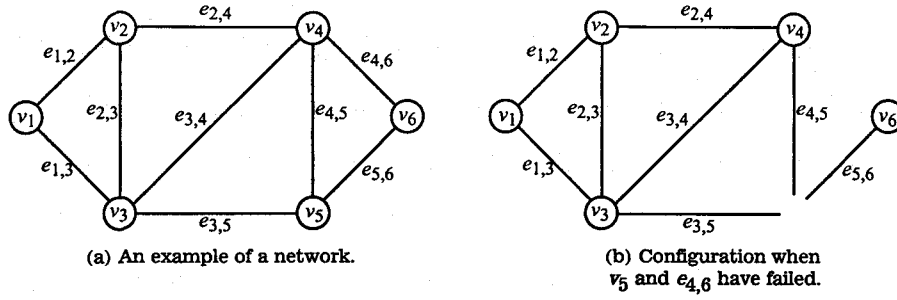 v2 e2,4 v4 v2 e2,4 v4
e1,2 e4,6 e1,2
v1 e2,3 e3,4 e4,5 v6 v1 e2,3 e3,4 e4,5 v6
e1,3 e5,6 e1,3 e5,6
v3 e3,5 v5 v3 e3,5
(a) An example of a network.
(b) Configuration when
v5 and e4,6 have failed.